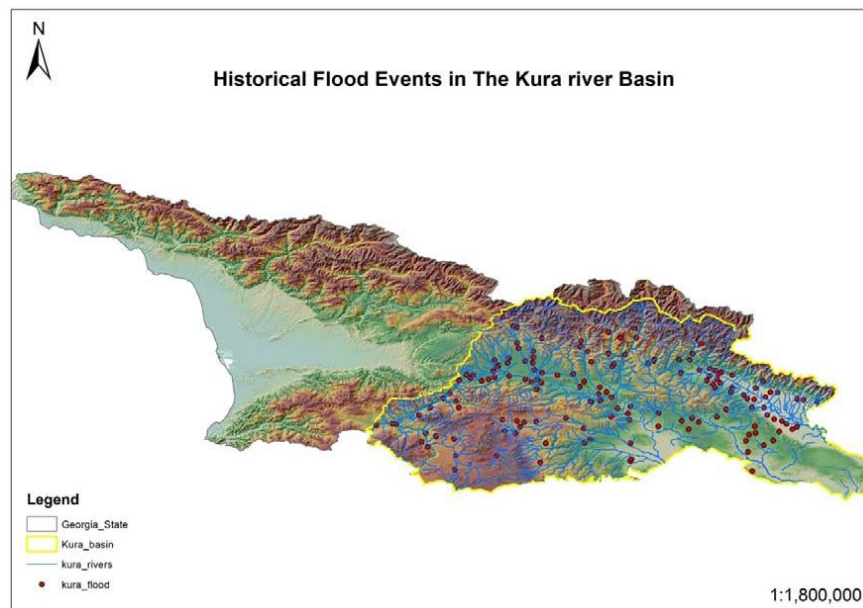 N
Historical Flood Events in The Kura river Basin
Legend
Georgia_State
Kura_basin
kura_rivers
kura_flood
1:1,800,000